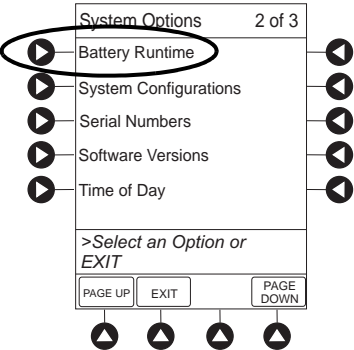 System Options 2 of 3
Battery Runtime
System Configurations
Serial Numbers
Software Versions
Time of Day
>Select an Option or
EXIT
PAGE UP EXIT PAGE
DOWN